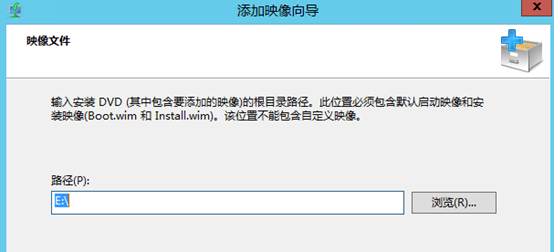 添加映像向导
x
映像文件
输入安装 DVD (其中包含要添加的映像)的根目录路径。此位置必须包含默认启动映像和安
装映像(Boot.wim 和 Install.wim)。该位置不能包含自定义映像。
路径(P):
E:\
浏览(R)...